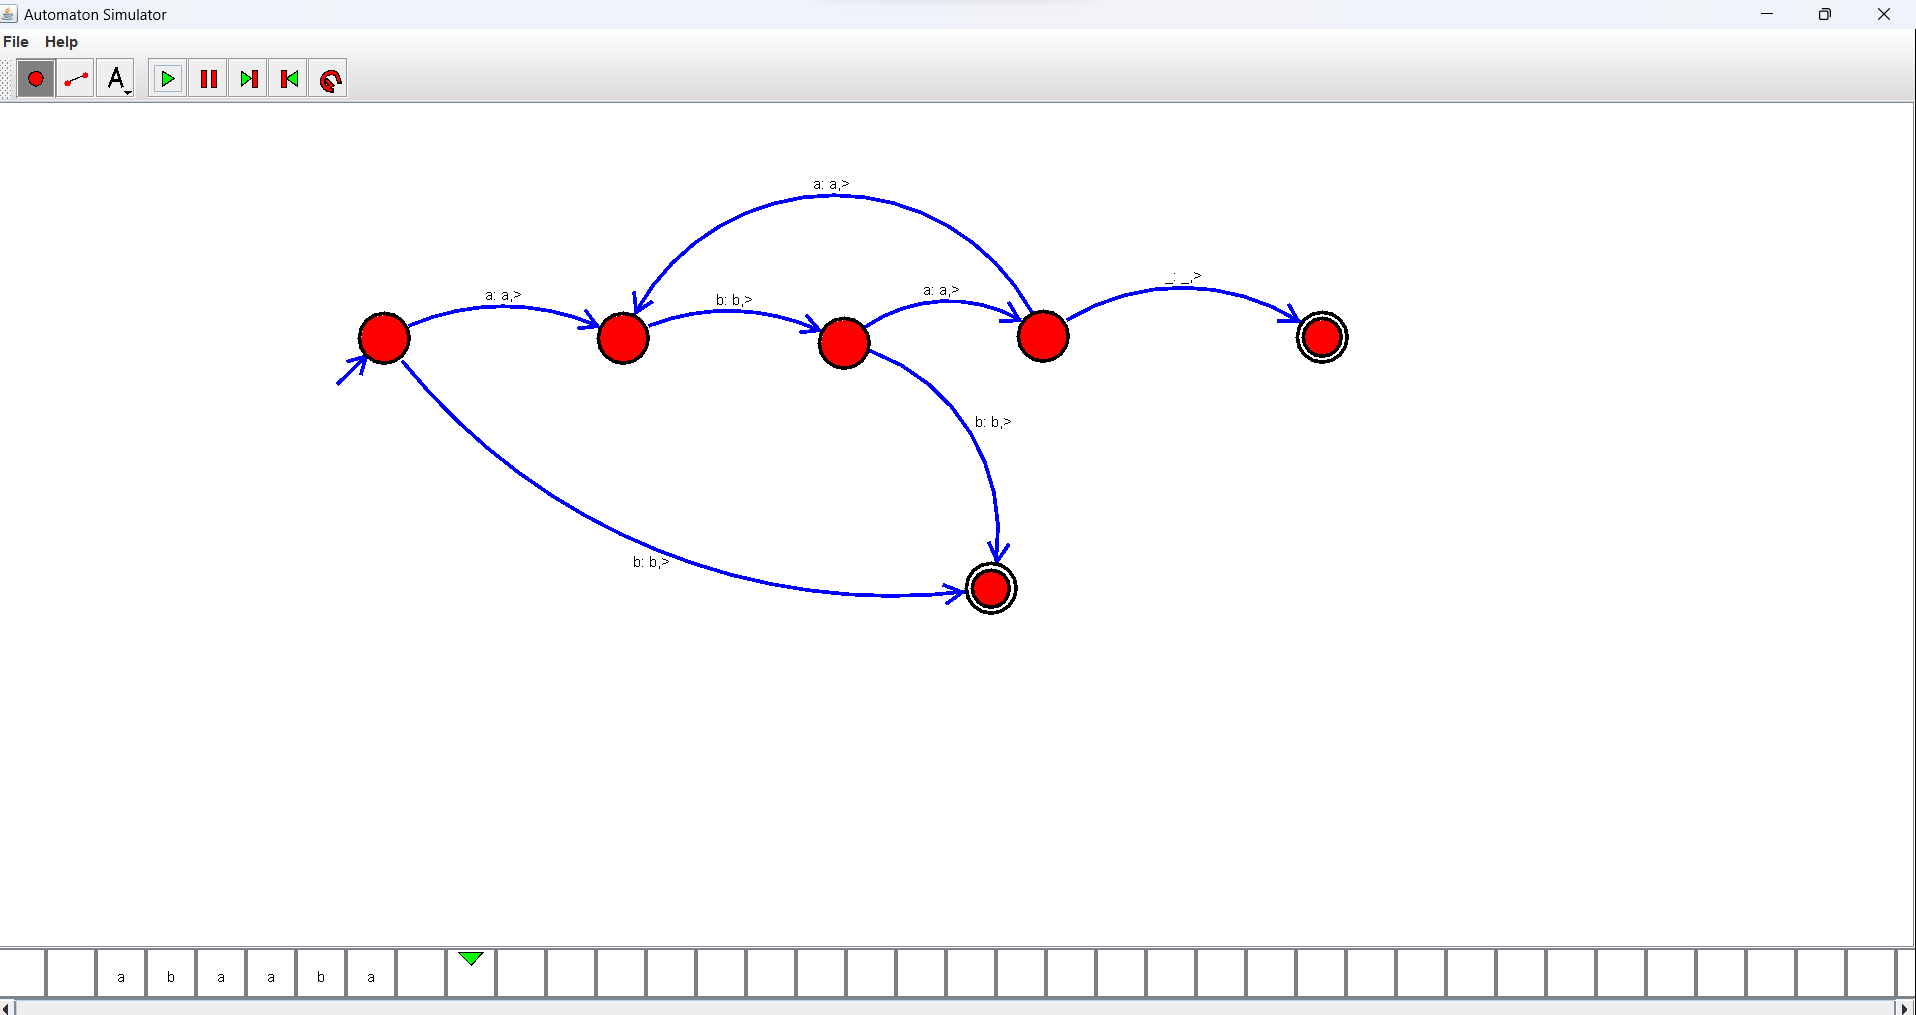 Automaton Simulator
File Help
A
a: a,>
_: _,>
a: a,>
b: b,>
a: a,>
b: b,>
b: b,>
a b a a b a